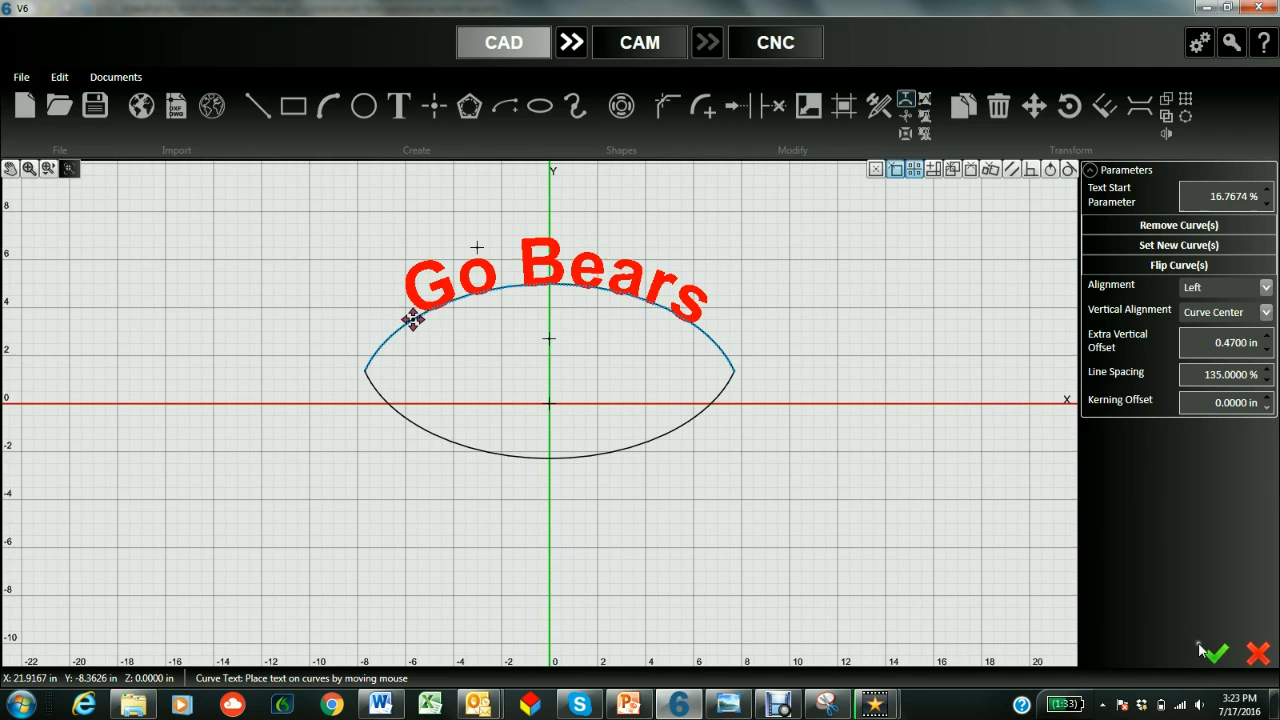 V6
CAD CAM CNC
File Edit Documents
File Import Create Shapes Modify Transform
Parameters
Text Start Parameter 16.7674 %
Remove Curve(s)
Set New Curve(s)
Flip Curve(s)
Alignment Left
Vertical Alignment Curve Center
Extra Vertical Offset 0.4700 in
Line Spacing 135.0000 %
Kerning Offset 0.0000 in
Y
8
6
Go Bears
4
2
0
X
-2
-4
-6
-8
-10
-22 -20 -18 -16 -14 -12 -10 -8 -6 -4 -2 0 2 4 6 8 10 12 14 16 18 20
X: 21.9167 in Y: -8.3626 in Z: 0.0000 in Curve Text: Place text on curves by moving mouse
(1:33)
3:23 PM
7/17/2016